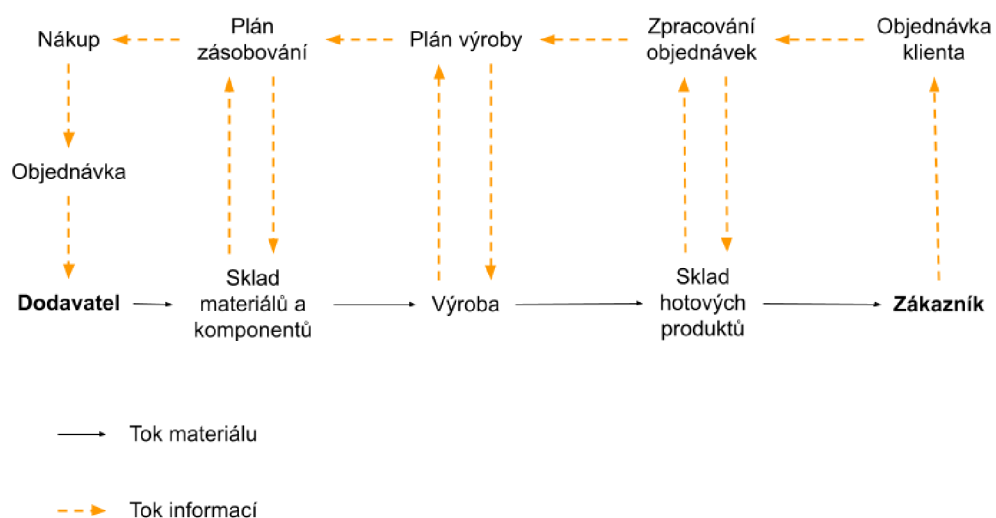 Nákup
Plán
zásobování
Plán výroby
Zpracování
objednávek
Objednávka
klienta
Objednávka
Dodavatel
Sklad
materiálů a
komponentů
Výroba
Sklad
hotových
produktů
Zákazník
Tok materiálu
Tok informací